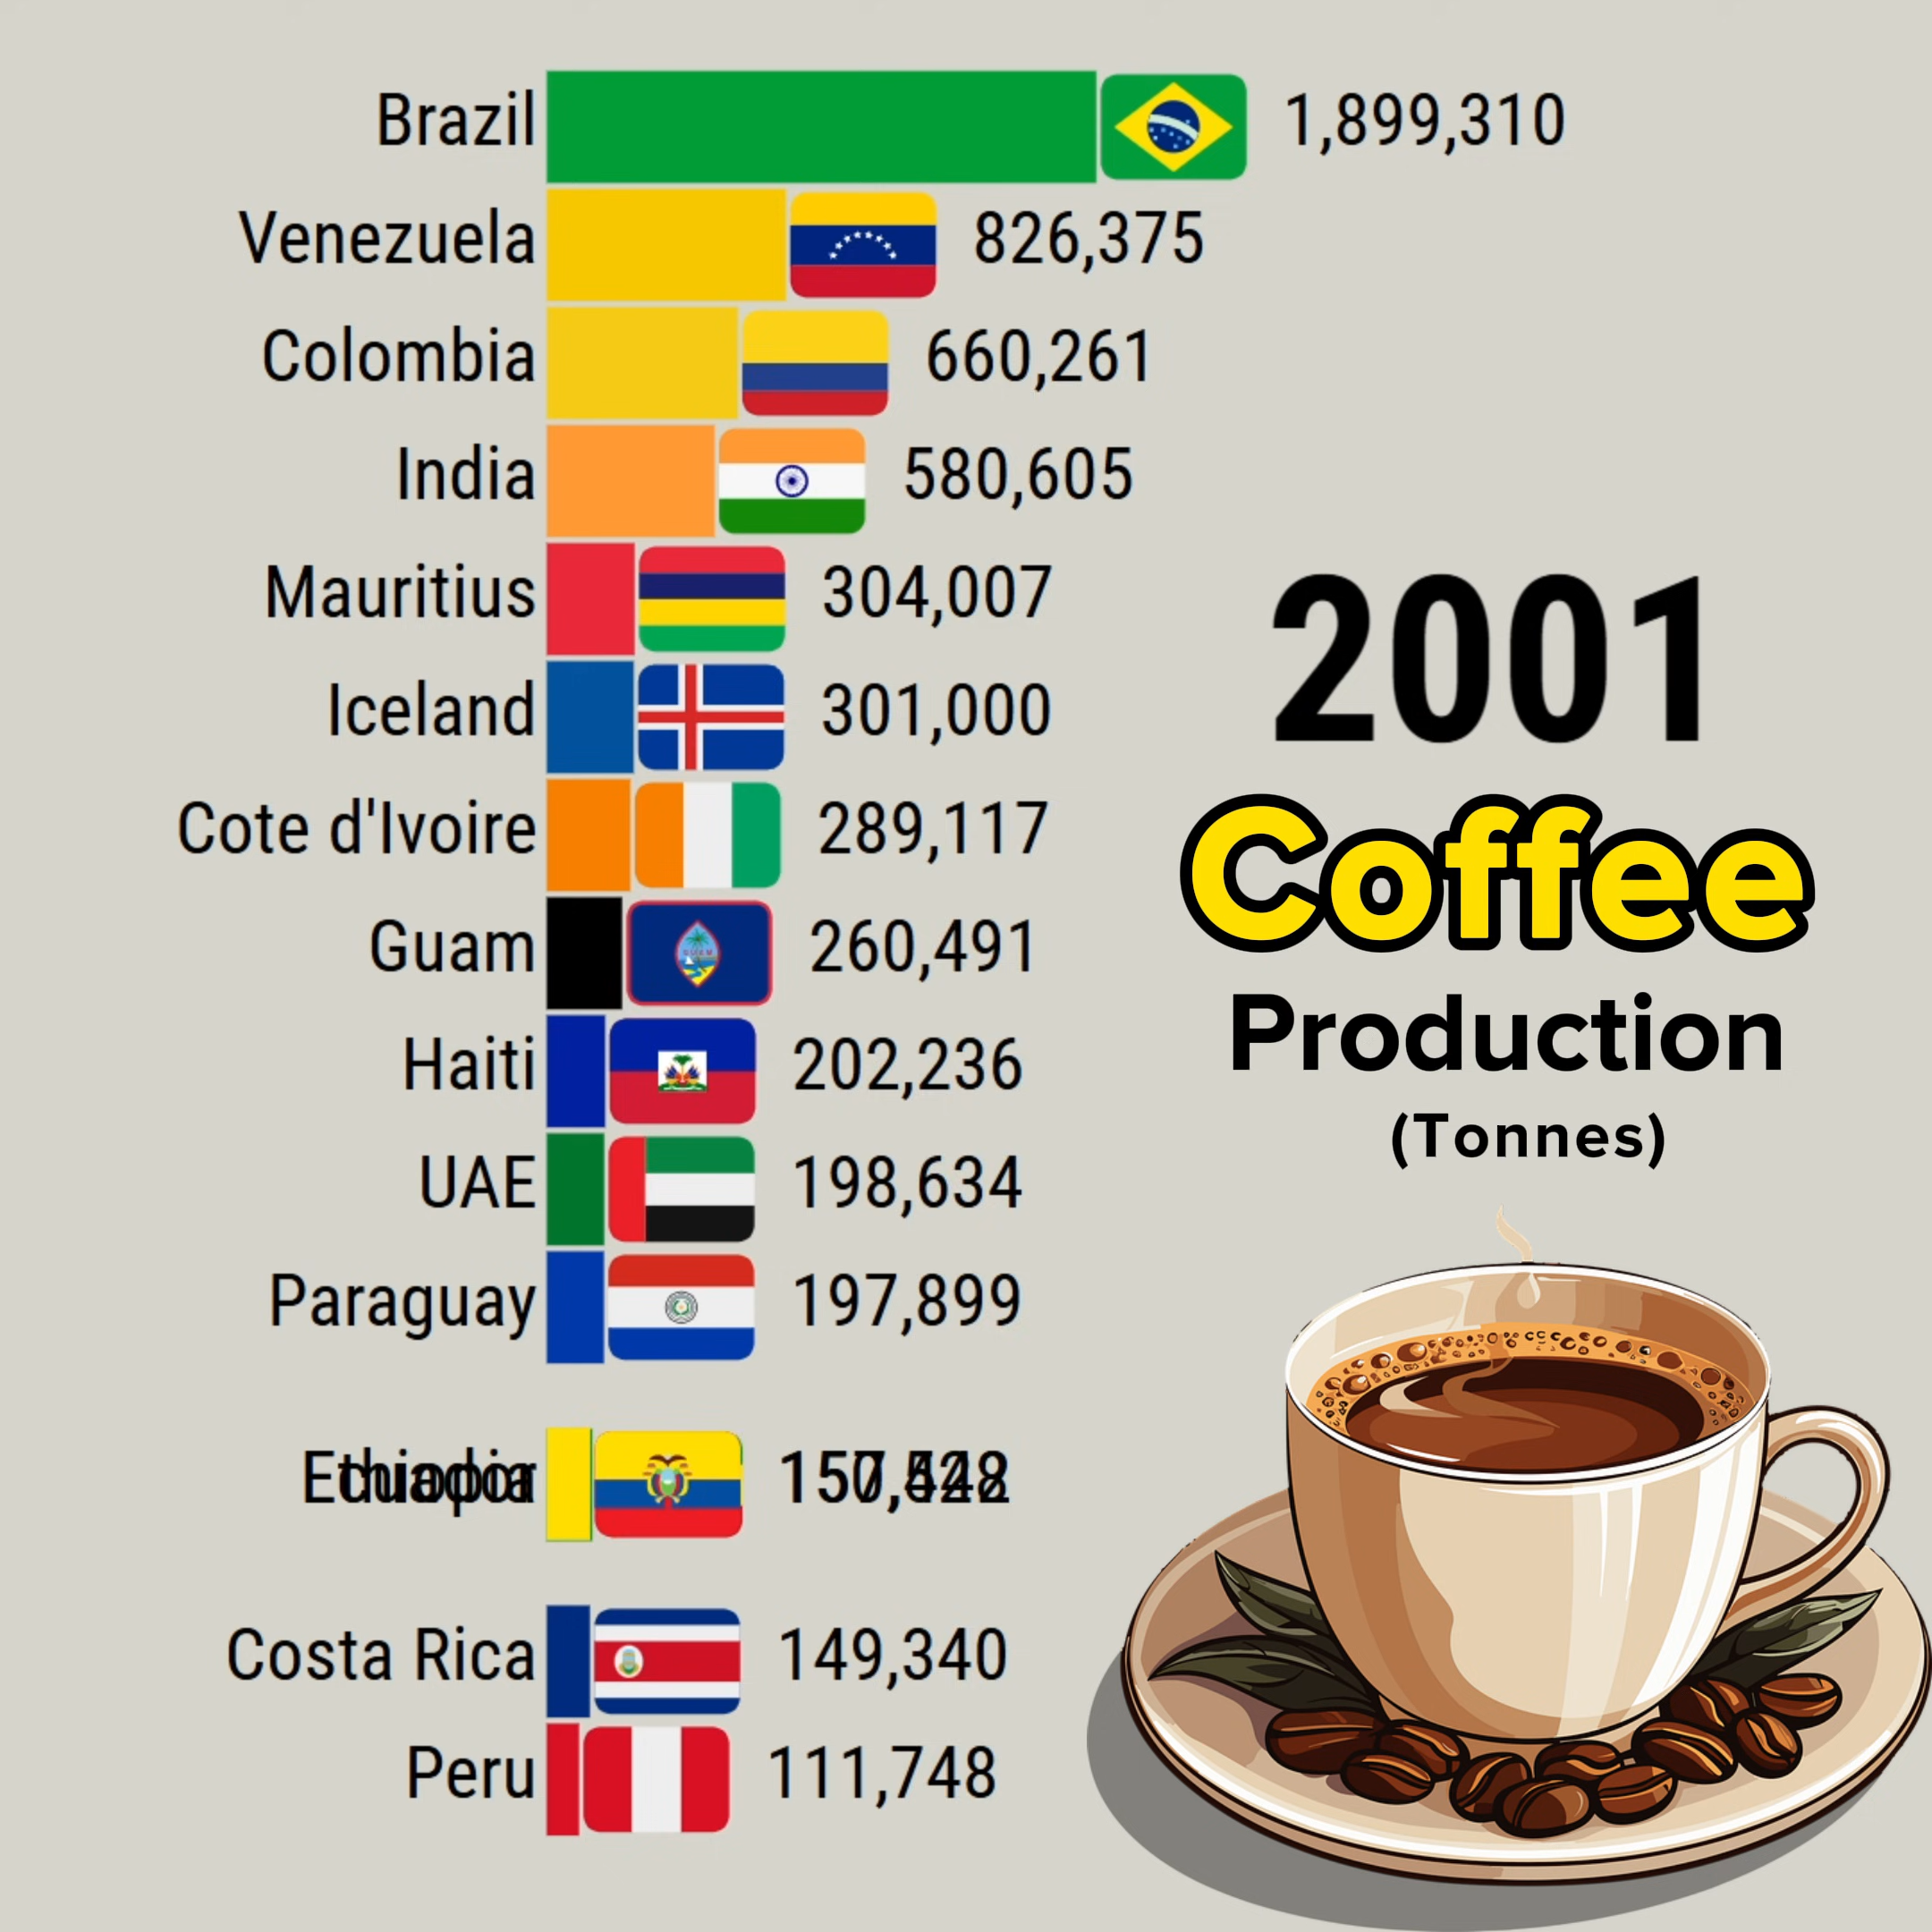 Brazil 1,899,310
Venezuela 826,375
Colombia 660,261
India 580,605
Mauritius 304,007
Iceland 301,000
Cote d'Ivoire 289,117
Guam 260,491
Haiti 202,236
UAE 198,634
Paraguay 197,899
Costa Rica 149,340
Peru 111,748
2001
Coffee
Production
(Tonnes)